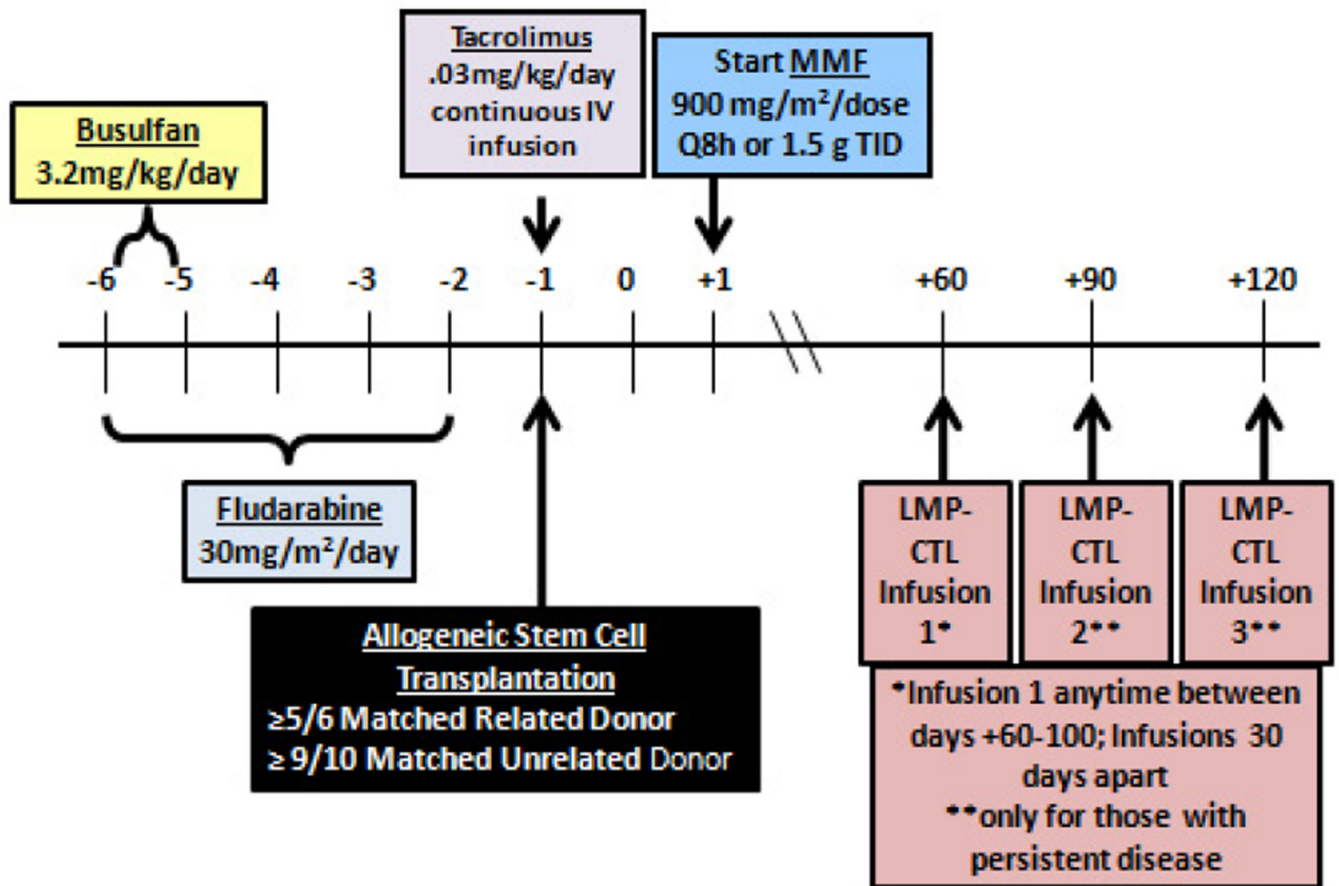 Tacrolimus
.03mg/kg/day
continuous IV
infusion
Start MMF
900 mg/m²/dose
Q8h or 1.5 g TID
Busulfan
3.2mg/kg/day
-6 -5 -4 -3 -2 -1 0 +1 +60 +90 +120
Fludarabine
30mg/m²/day
Allogeneic Stem Cell
Transplantation
≥5/6 Matched Related Donor
≥ 9/10 Matched Unrelated Donor
LMP-
CTL
Infusion
1*
LMP-
CTL
Infusion
2**
LMP-
CTL
Infusion
3**
*Infusion 1 anytime between
days +60-100; Infusions 30
days apart
**only for those with
persistent disease